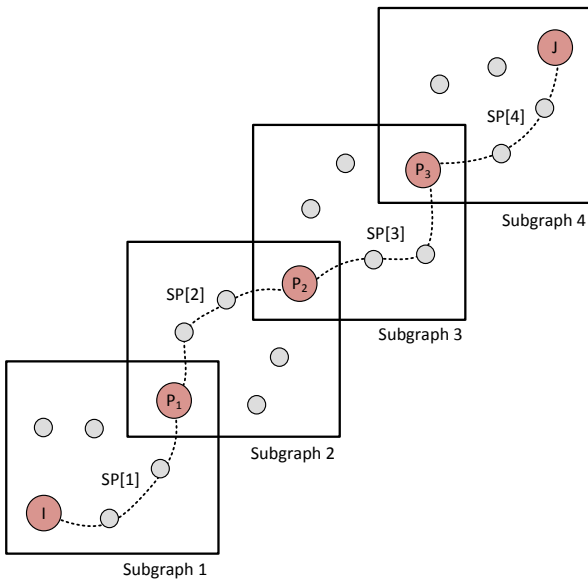 J
SP[4]
P₃
Subgraph 4
SP[3]
P₂
SP[2]
Subgraph 3
P₁
Subgraph 2
SP[1]
I
Subgraph 1